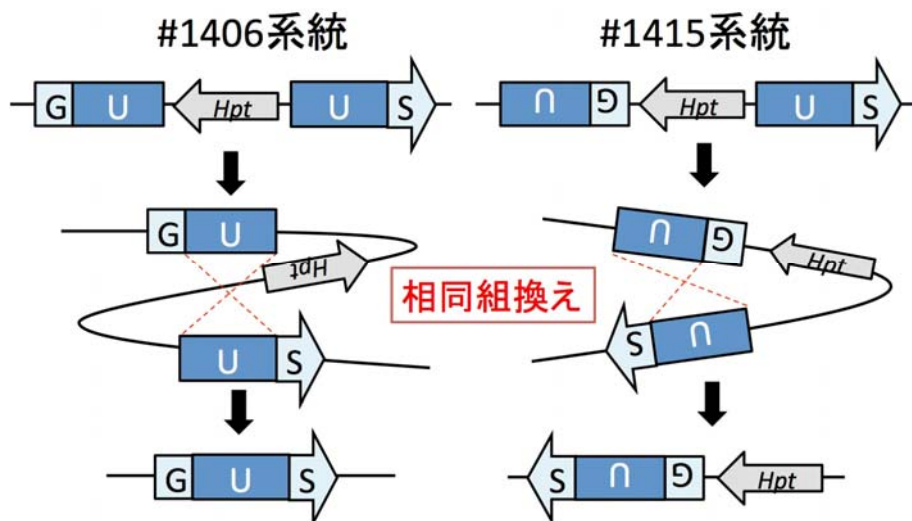 #1406系統
#1415系統
G U Hpt U S
U G Hpt U S
G U
Hpt
U S
相同組換え
U G Hpt
S U
G U S
S U G Hpt